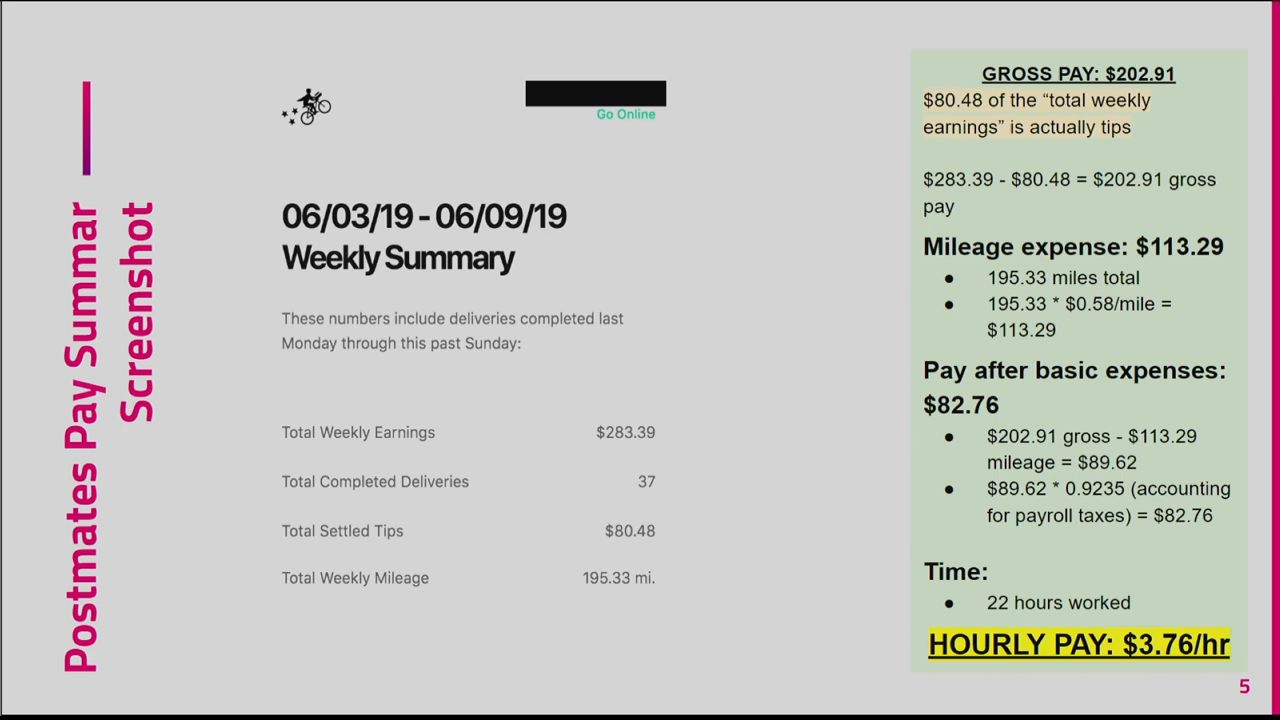 Postmates Pay Summar
Screenshot
Go Online
06/03/19 - 06/09/19
Weekly Summary
These numbers include deliveries completed last
Monday through this past Sunday:
Total Weekly Earnings $283.39
Total Completed Deliveries 37
Total Settled Tips $80.48
Total Weekly Mileage 195.33 mi.
GROSS PAY: $202.91
$80.48 of the “total weekly
earnings” is actually tips
$283.39 - $80.48 = $202.91 gross
pay
Mileage expense: $113.29
● 195.33 miles total
● 195.33 * $0.58/mile =
$113.29
Pay after basic expenses:
$82.76
● $202.91 gross - $113.29
mileage = $89.62
● $89.62 * 0.9235 (accounting
for payroll taxes) = $82.76
Time:
● 22 hours worked
HOURLY PAY: $3.76/hr
5